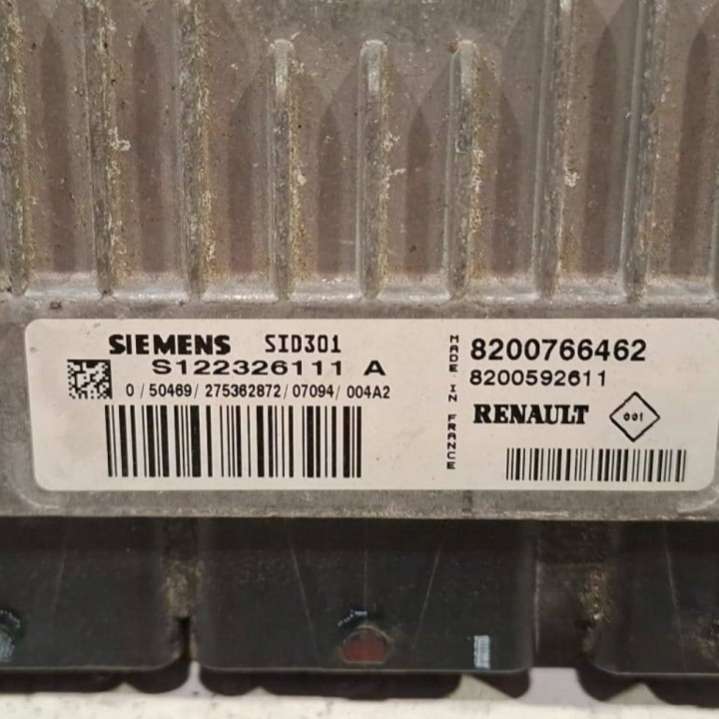 SIEMENS SID301
S122326111 A
0 / 50469 / 275362872 / 07094 / 004A2
MADE IN FRANCE
8200766462
8200592611
RENAULT 001